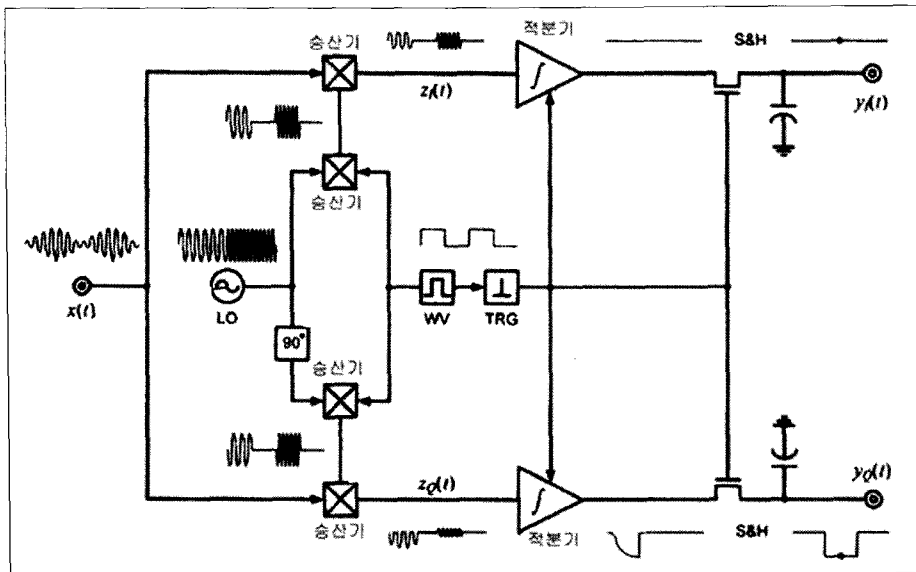 승산기
적분기
S&H
z_I(t)
y_I(t)
승산기
x(t)
LO
WV
TRG
90°
승산기
z_Q(t)
y_Q(t)
승산기
적분기
S&H